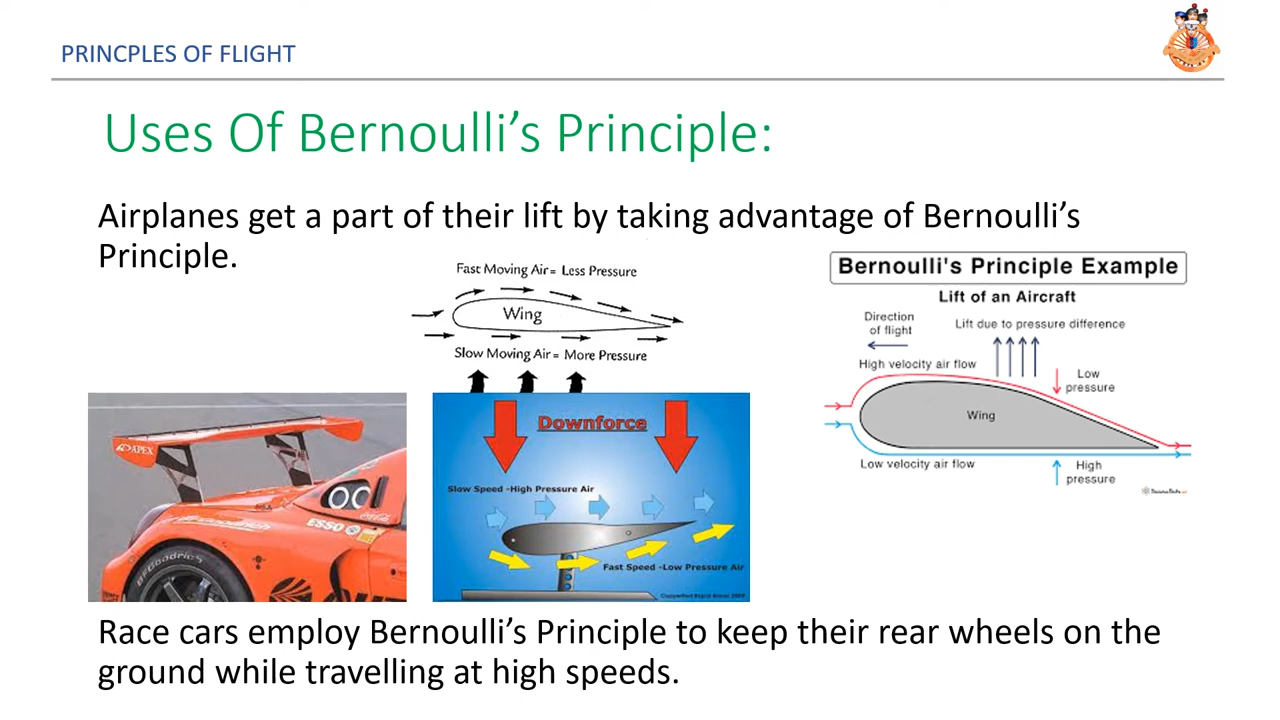 PRINCPLES OF FLIGHT
Uses Of Bernoulli’s Principle:
Airplanes get a part of their lift by taking advantage of Bernoulli’s
Principle.
Fast Moving Air= Less Pressure
Wing
Slow Moving Air= More Pressure
Bernoulli's Principle Example
Lift of an Aircraft
Direction
of flight
Lift due to pressure difference
High velocity air flow
Low
pressure
Wing
Low velocity air flow
High
pressure
APEX
ESSO
BFGoodrich
Downforce
Slow Speed -High Pressure Air
Fast Speed -Low Pressure Air
Race cars employ Bernoulli’s Principle to keep their rear wheels on the
ground while travelling at high speeds.